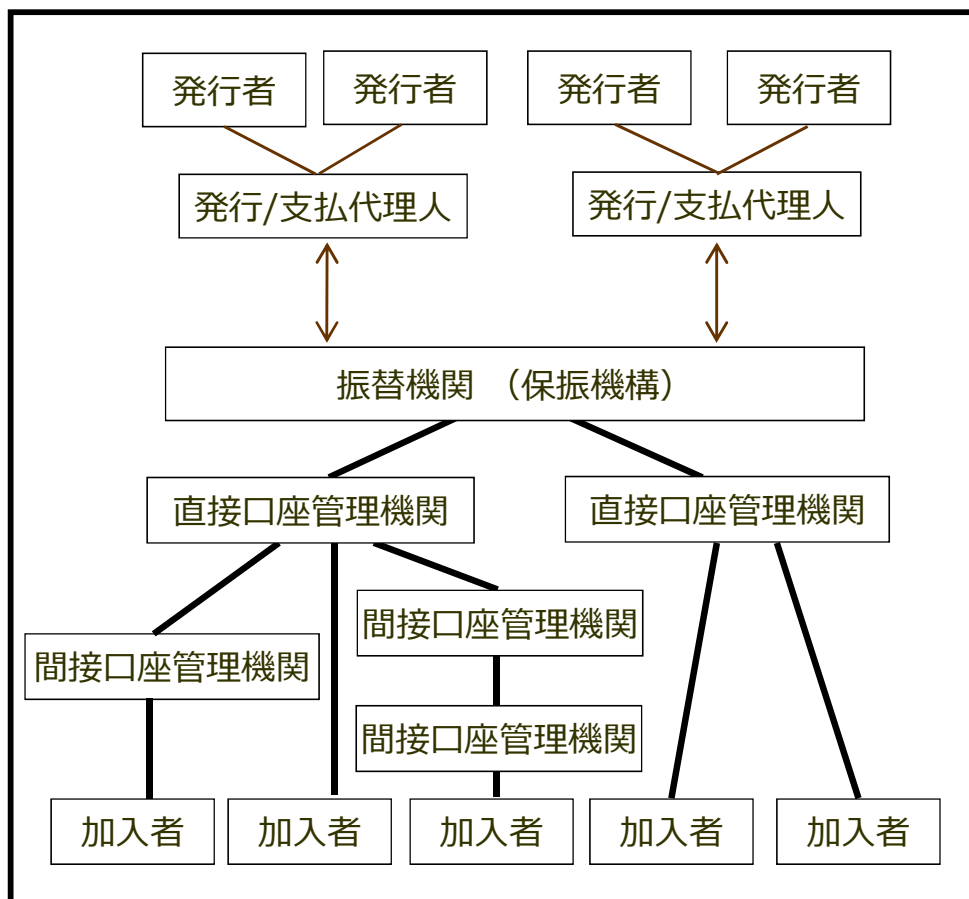 発行者
発行者
発行者
発行者
発行/支払代理人
発行/支払代理人
振替機関 （保振機構）
直接口座管理機関
直接口座管理機関
間接口座管理機関
間接口座管理機関
間接口座管理機関
加入者
加入者
加入者
加入者
加入者